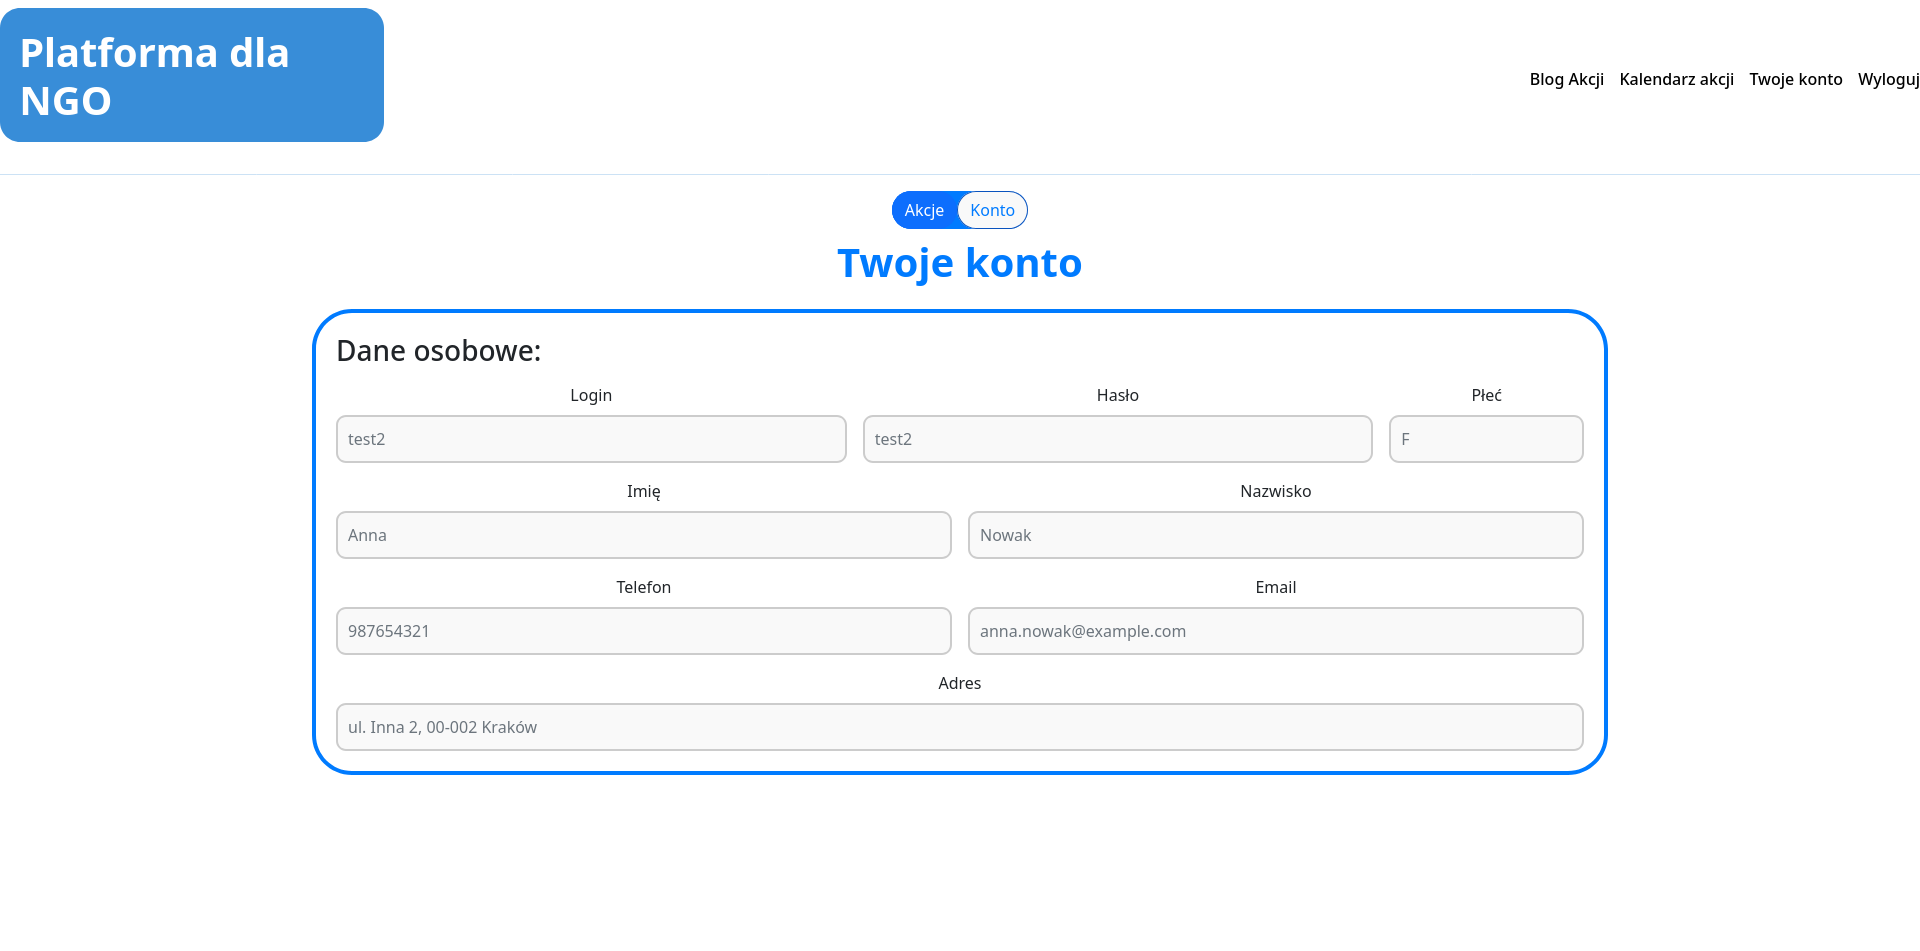 Platforma dla
NGO
Blog Akcji Kalendarz akcji Twoje konto Wyloguj
Akcje Konto
Twoje konto
Dane osobowe:
Login Hasło Płeć
test2 test2 F
Imię Nazwisko
Anna Nowak
Telefon Email
987654321 anna.nowak@example.com
Adres
ul. Inna 2, 00-002 Kraków